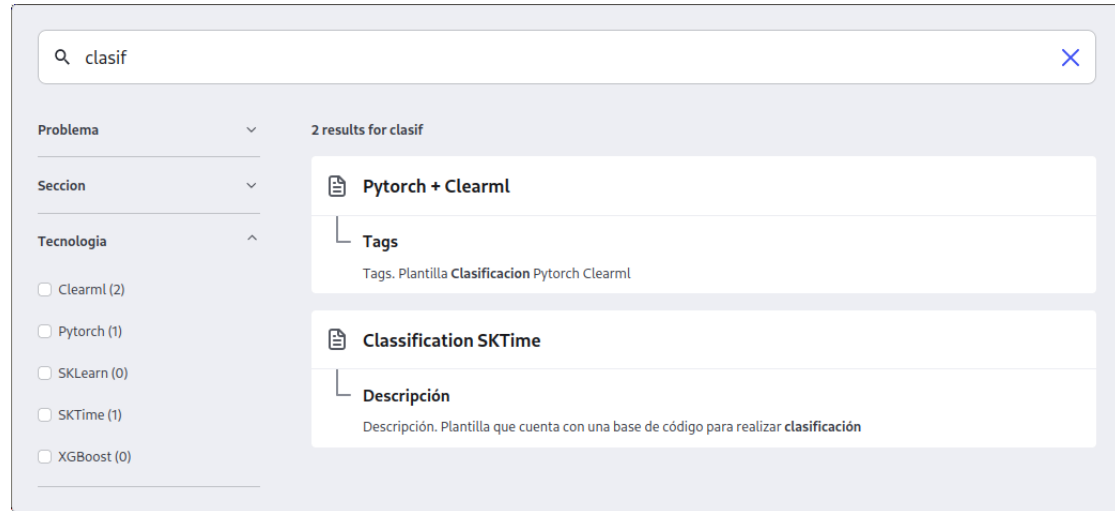 clasif
Problema
Seccion
Tecnologia
Clearml (2)
Pytorch (1)
SKLearn (0)
SKTime (1)
XGBoost (0)
2 results for clasif
Pytorch + Clearml
Tags
Tags. Plantilla Clasificacion Pytorch Clearml
Classification SKTime
Descripción
Descripción. Plantilla que cuenta con una base de código para realizar clasificación